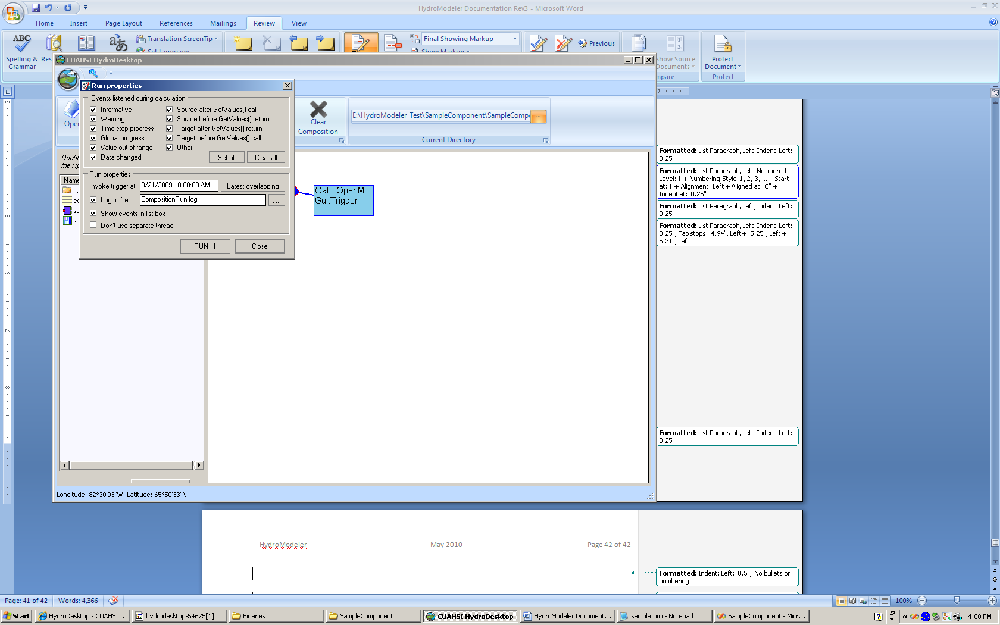 HydroModeler Documentation Rev3 - Microsoft Word
Home
Insert
Page Layout
References
Mailings
Review
View
ABC
Spelling &
Grammar
Res
Translation ScreenTip
Set Language
Final Showing Markup
Show Markup
Previous
Show Source
Documents
mpare
Protect
Document
Protect
CUAHSI HydroDesktop
Open
Clear
Composition
E:\HydroModeler Test\SampleComponent\SampleComp
...
Current Directory
Run properties
Events listened during calculation
Informative
Warning
Time step progress
Global progress
Value out of range
Data changed
Source after GetValues() call
Source before GetValues() return
Target after GetValues() return
Target before GetValues() call
Other
Set all
Clear all
Run properties
Invoke trigger at:
8/21/2009 10:00:00 AM
Latest overlapping
Log to file:
CompositionRun.log
...
Show events in list-box
Don't use separate thread
RUN !!!
Close
Doubl
the Hy
Name
...
co
sa
sa
Oatc.OpenMI.
Gui.Trigger
Longitude: 82°30'03"W, Latitude: 65°50'33"N
7
Formatted: List Paragraph, Left, Indent: Left:
0.25"
Formatted: List Paragraph, Left, Numbered +
Level: 1 + Numbering Style: 1, 2, 3, ... + Start
at: 1 + Alignment: Left + Aligned at: 0" +
Indent at: 0.25"
Formatted: List Paragraph, Left, Indent: Left:
0.25"
Formatted: List Paragraph, Left, Indent: Left:
0.25", Tab stops: 4.94", Left + 5.25", Left +
5.31", Left
Formatted: List Paragraph, Left, Indent: Left:
0.25"
HydroModeler
May 2010
Page 42 of 42
Formatted: Indent: Left: 0.5", No bullets or
numbering
Page: 41 of 42
Words: 4,366
100%
Start
HydroDesktop - CUAHSI ...
hydrodesktop-54675[1]
Binaries
SampleComponent
CUAHSI HydroDesktop
HydroModeler Document...
sample.omi - Notepad
SampleComponent - Micr...
4:00 PM